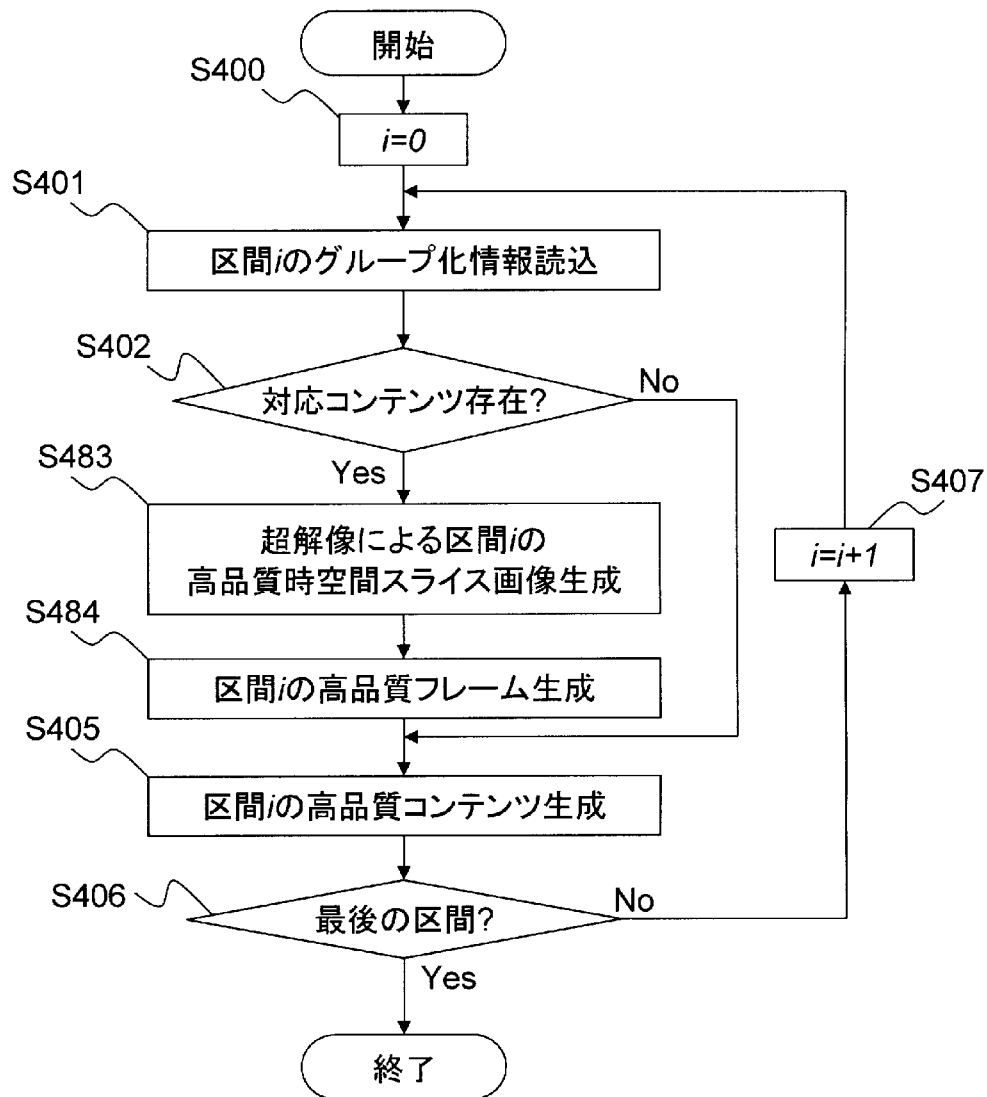 開始
S400
i=0
S401
区間iのグループ化情報読込
S402
対応コンテンツ存在?
No
Yes
S483
超解像による区間iの
高品質時空間スライス画像生成
S407
i=i+1
S484
区間iの高品質フレーム生成
S405
区間iの高品質コンテンツ生成
S406
最後の区間?
No
Yes
終了